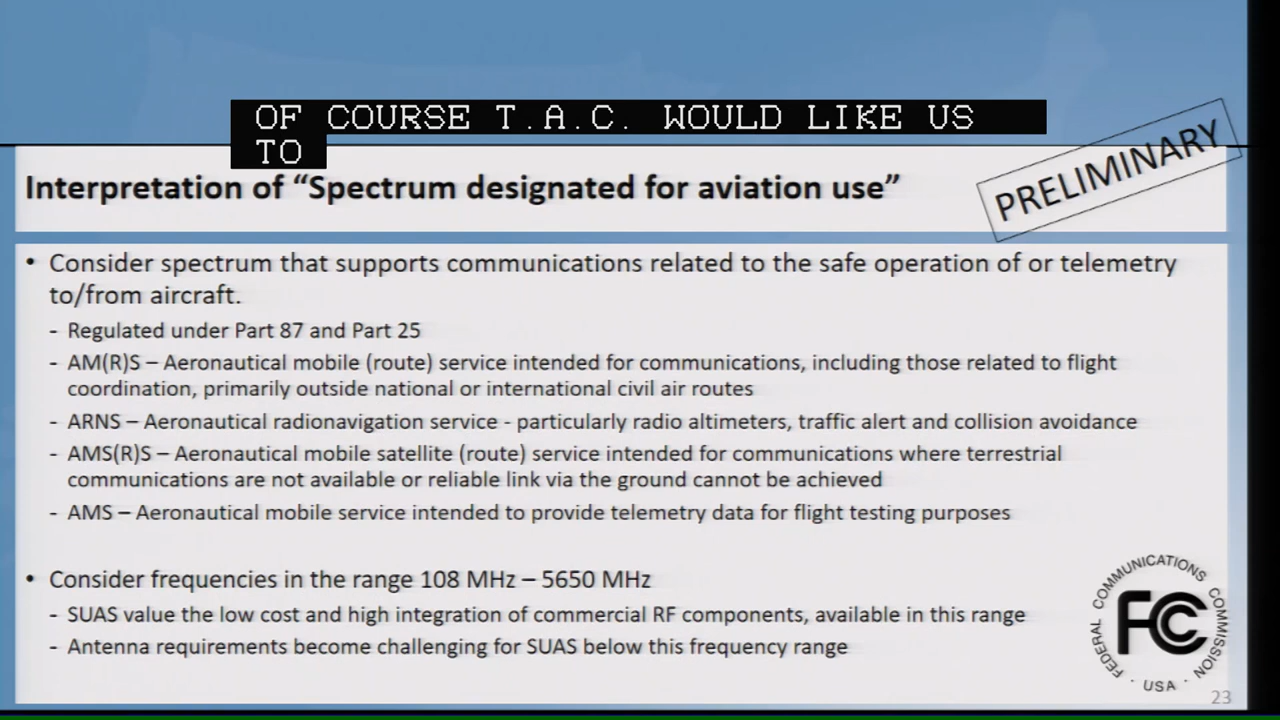 OF COURSE T.A.C. WOULD LIKE US
TO
PRELIMINARY
Interpretation of “Spectrum designated for aviation use”
• Consider spectrum that supports communications related to the safe operation of or telemetry
to/from aircraft.
- Regulated under Part 87 and Part 25
- AM(R)S – Aeronautical mobile (route) service intended for communications, including those related to flight
coordination, primarily outside national or international civil air routes
- ARNS – Aeronautical radionavigation service - particularly radio altimeters, traffic alert and collision avoidance
- AMS(R)S – Aeronautical mobile satellite (route) service intended for communications where terrestrial
communications are not available or reliable link via the ground cannot be achieved
- AMS – Aeronautical mobile service intended to provide telemetry data for flight testing purposes
• Consider frequencies in the range 108 MHz – 5650 MHz
- SUAS value the low cost and high integration of commercial RF components, available in this range
- Antenna requirements become challenging for SUAS below this frequency range
FEDERAL COMMUNICATIONS COMMISSION
FCC
· USA ·
23